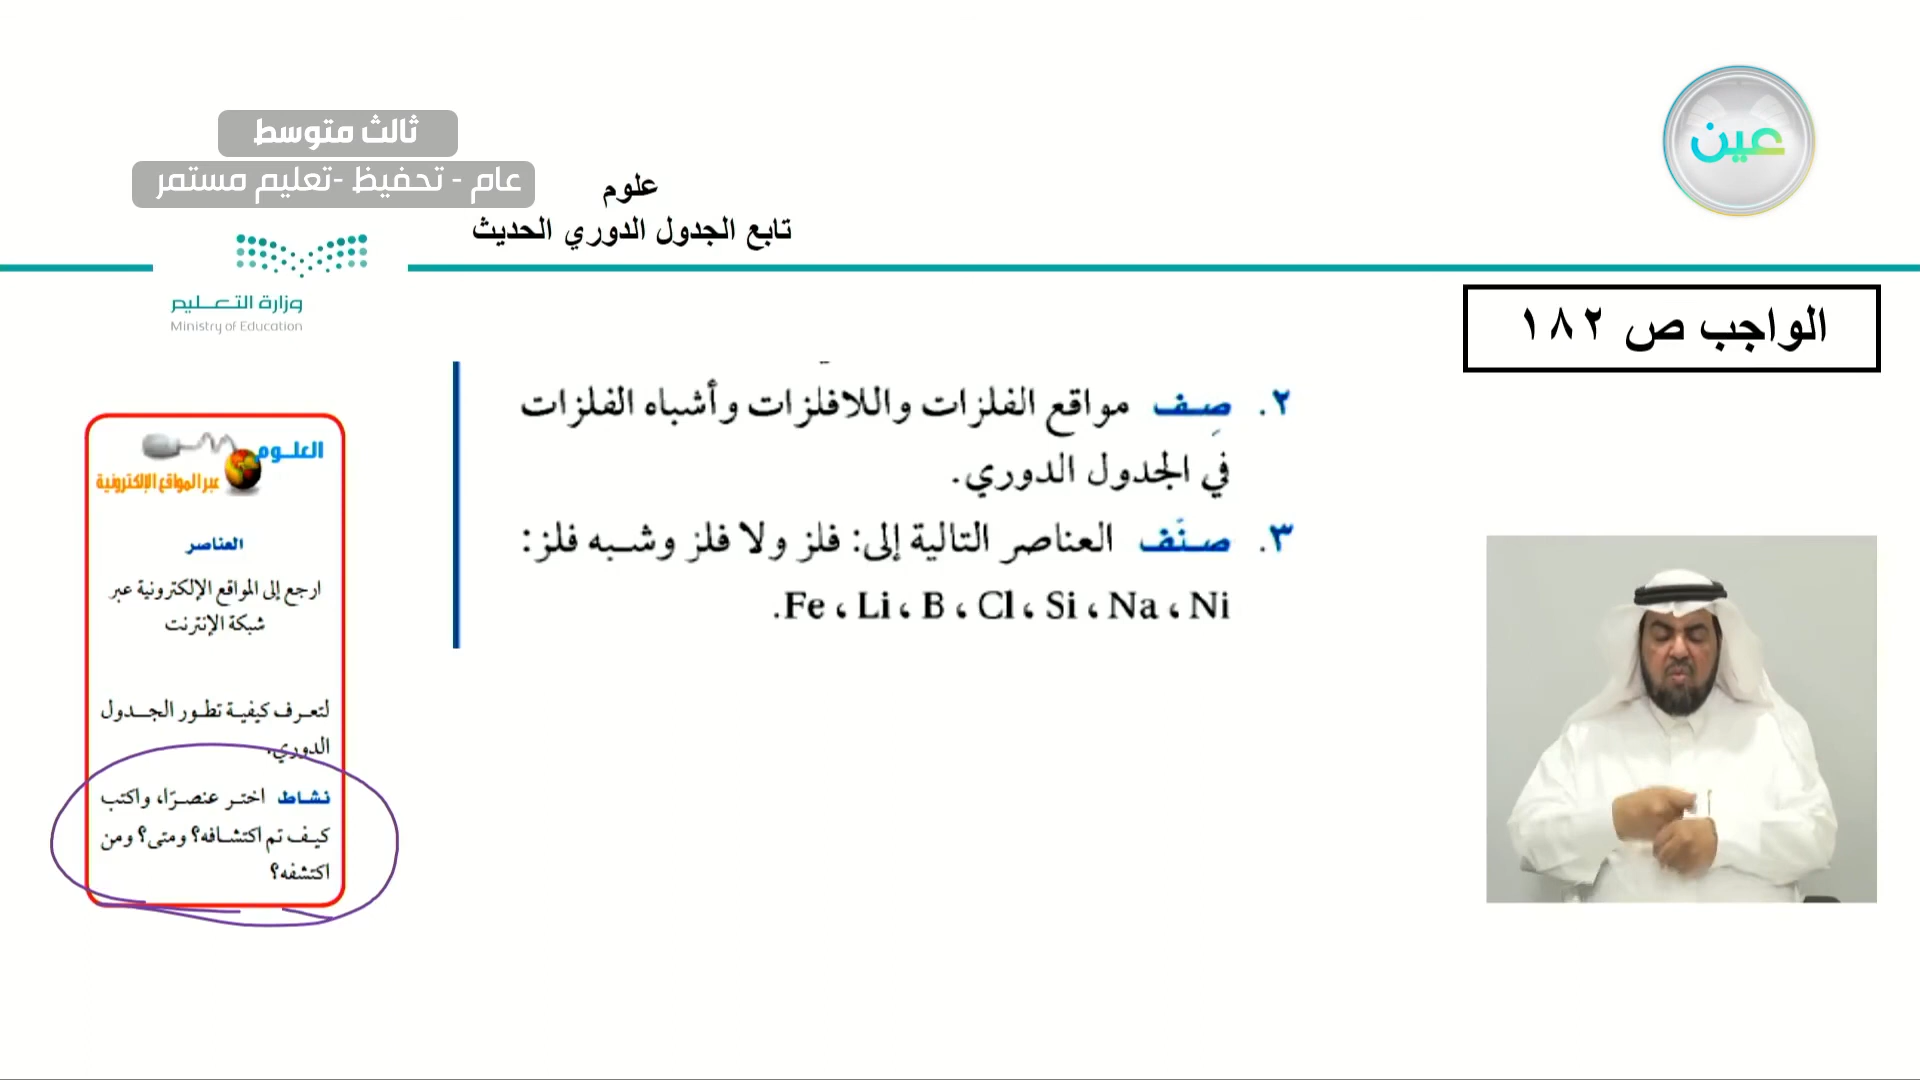 عين
ثالث متوسط
عام - تحفيظ -تعليم مستمر
علوم
تابع الجدول الدوري الحديث
وزارة التعليم
Ministry of Education
الواجب ص ١٨٢
٢. صِف مواقع الفلزات واللافلزات وأشباه الفلزات
في الجدول الدوري.
٣. صنّف العناصر التالية إلى: فلز ولا فلز وشبه فلز:
Fe ، Li ، B ، Cl ، Si ، Na ، Ni.
العلوم
عبر المواقع الإلكترونية
العناصر
ارجع إلى المواقع الإلكترونية عبر
شبكة الإنترنت
لتعرف كيفية تطور الجدول
الدوري.
نشاط اختر عنصرًا، واكتب
كيف تم اكتشافه؟ ومتى؟ ومن
اكتشفه؟